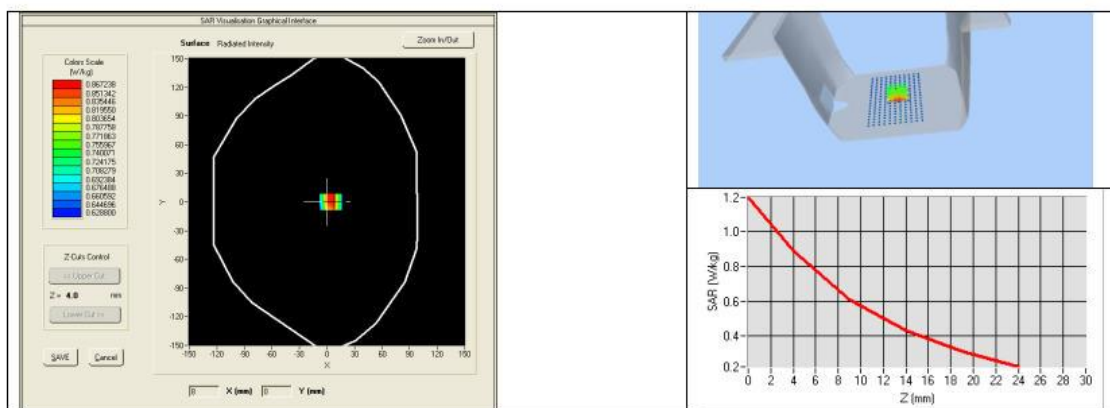 SAR Visualisation Graphical Interface
Surface Radiated Intensity
Zoom In/Out
Colors Scale
(W/kg)
0.867238
0.851342
0.835446
0.819550
0.803654
0.787758
0.771863
0.755967
0.740071
0.724175
0.708279
0.692384
0.676488
0.660592
0.644696
0.628800
150
120
90
60
30
0
-30
-60
-90
-120
-150
Y
-150 -120 -90 -60 -30 0 30 60 90 120 150
X
Z-Cuts Control
<< Upper Cut
Z = 4.0 mm
Lower Cut >>
SAVE Cancel
0 X (mm) 0 Y (mm)
1.2
1.0
0.8
0.6
0.4
0.2
SAR (W/kg)
0 2 4 6 8 10 12 14 16 18 20 22 24 26 28 30
Z (mm)